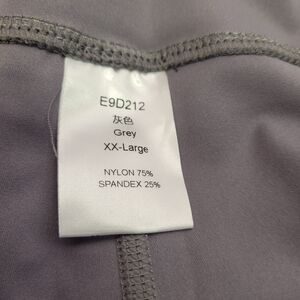 E9D212
灰色
Grey
XX-Large
NYLON 75%
SPANDEX 25%